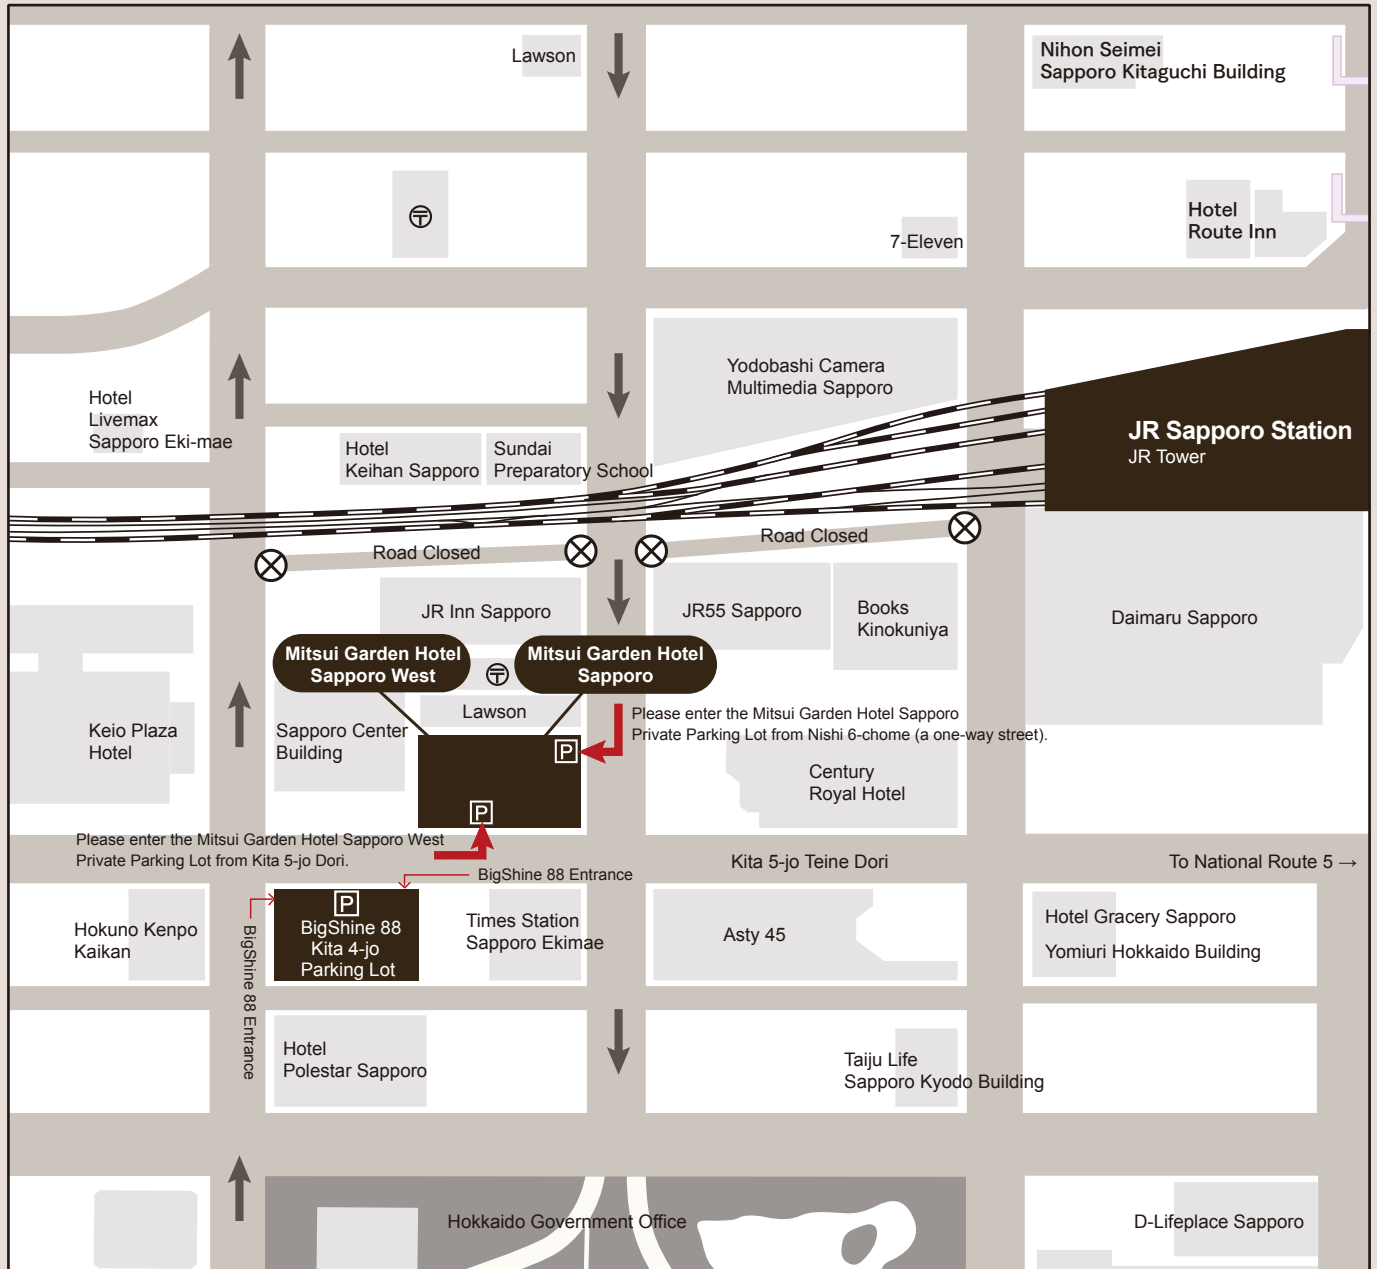 Lawson
Nihon Seimei
Sapporo Kitaguchi Building
7-Eleven
Hotel
Route Inn
Yodobashi Camera
Multimedia Sapporo
Hotel
Livemax
Sapporo Eki-mae
Hotel
Keihan Sapporo
Sundai
Preparatory School
JR Sapporo Station
JR Tower
Road Closed
Road Closed
JR Inn Sapporo
JR55 Sapporo
Books
Kinokuniya
Daimaru Sapporo
Mitsui Garden Hotel
Sapporo West
〒
Mitsui Garden Hotel
Sapporo
Lawson
Please enter the Mitsui Garden Hotel Sapporo
Private Parking Lot from Nishi 6-chome (a one-way street).
Keio Plaza
Hotel
Sapporo Center
Building
P
P
Century
Royal Hotel
Please enter the Mitsui Garden Hotel Sapporo West
Private Parking Lot from Kita 5-jo Dori.
Kita 5-jo Teine Dori
To National Route 5 →
BigShine 88 Entrance
BigShine 88 Entrance
P
BigShine 88
Kita 4-jo
Parking Lot
Hokuno Kenpo
Kaikan
Times Station
Sapporo Ekimae
Asty 45
Hotel Gracery Sapporo
Yomiuri Hokkaido Building
Hotel
Polestar Sapporo
Taiju Life
Sapporo Kyodo Building
Hokkaido Government Office
D-Lifeplace Sapporo
〒